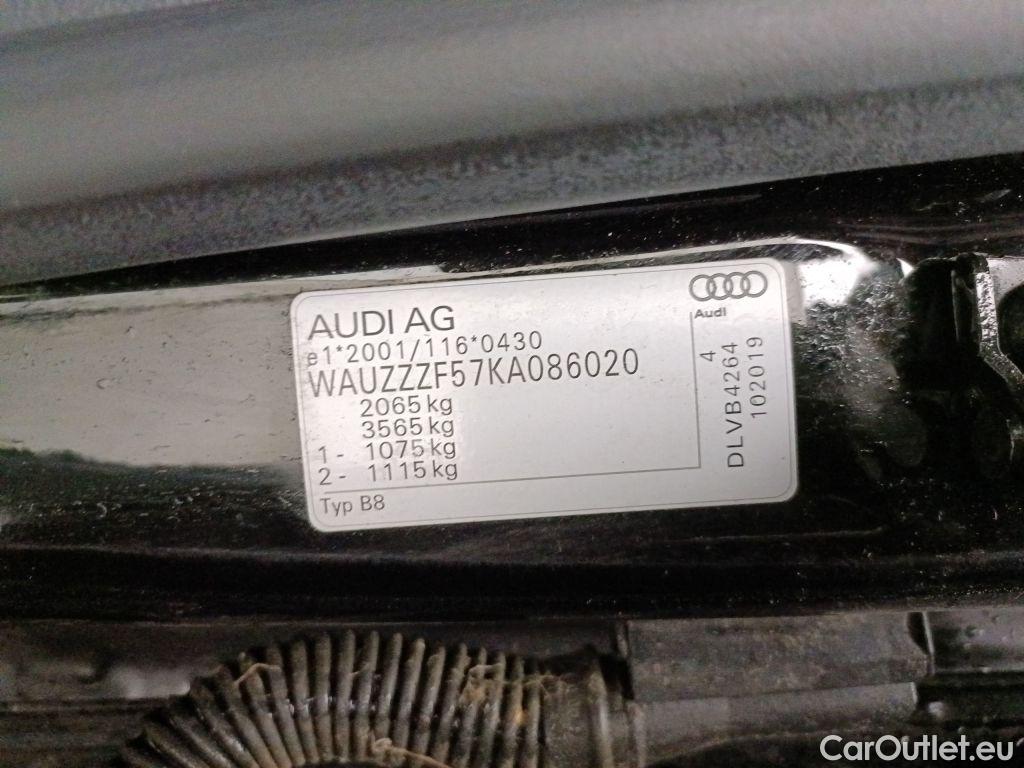 AUDI AG
e1*2001/116*0430
WAUZZZF57KA086020
2065 kg
3565 kg
1 - 1075 kg
2 - 1115 kg
Typ B8
Audi
4
DLVB4264
102019
CarOutlet.eu